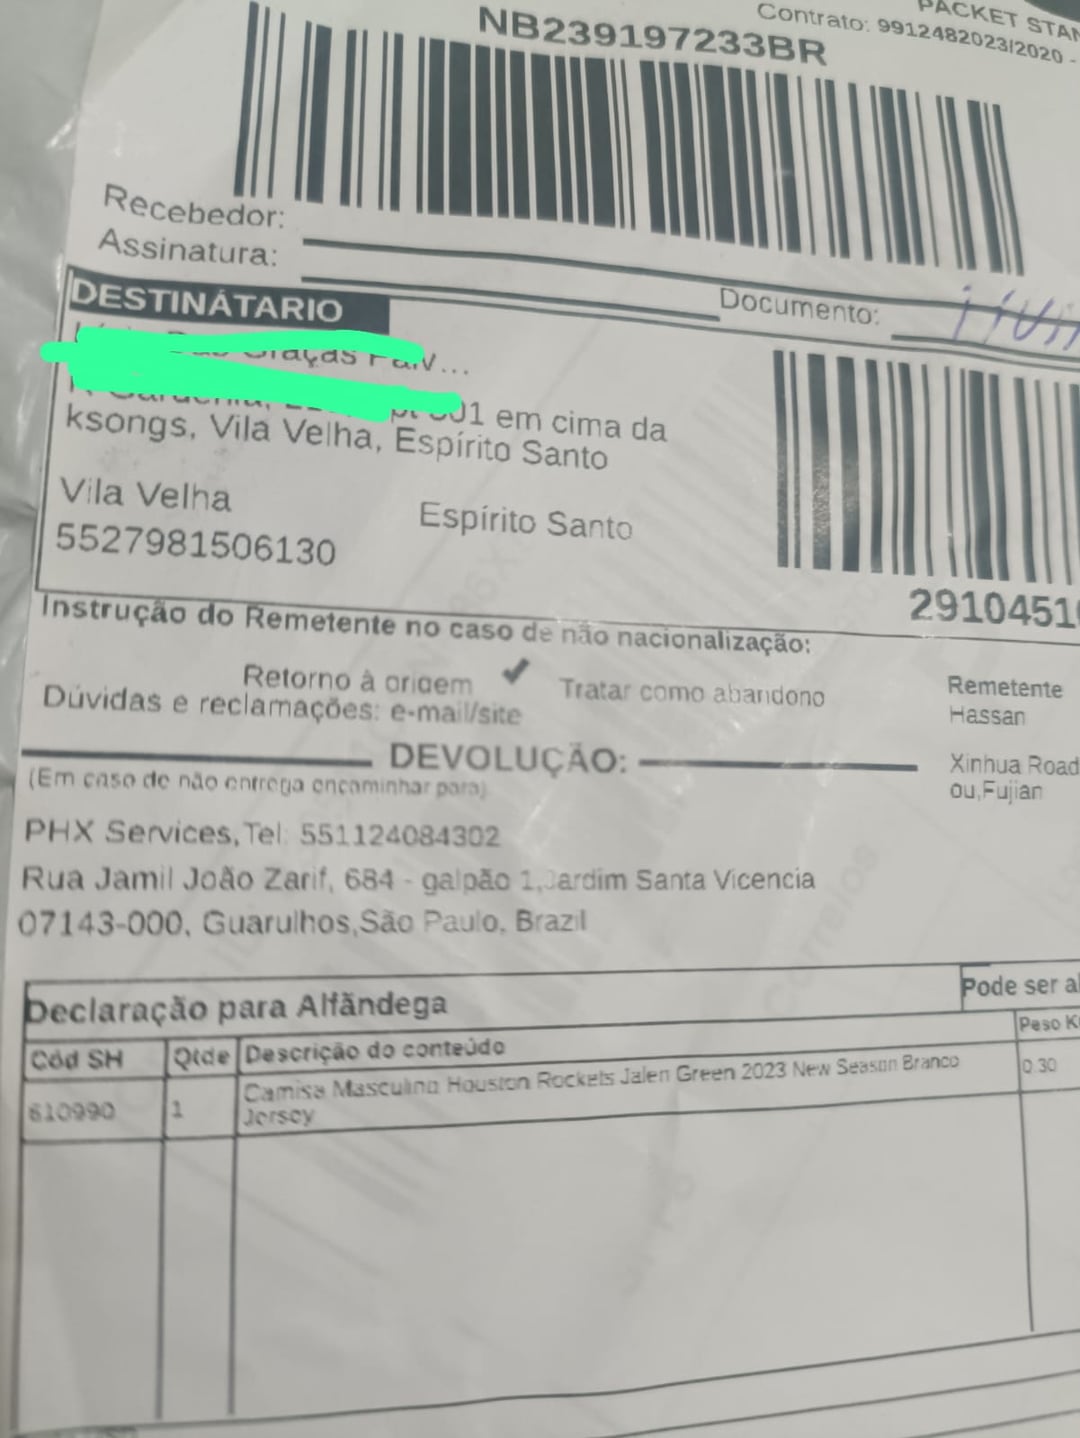 PACKET STAN
Contrato: 9912482023/2020 -
NB239197233BR
Recebedor:
Assinatura:
Documento:
DESTINÁTARIO
em cima da
ksongs, Vila Velha, Espírito Santo
Vila Velha
Espírito Santo
5527981506130
2910451
Instrução do Remetente no caso de não nacionalização:
Retorno à origem ✓ Tratar como abandono
Dúvidas e reclamações: e-mail/site
Remetente
Hassan
Xinhua Road
ou,Fujian
DEVOLUÇÃO:
(Em caso de não entrega encaminhar para)
PHX Services,Tel: 551124084302
Rua Jamil João Zarif, 684 - galpão 1,Jardim Santa Vicencia
07143-000, Guarulhos,São Paulo, Brazil
Declaração para Alfândega
Pode ser a
Cód SH Qtde Descrição do conteúdo Peso K
610990 1 Camisa Masculina Houston Rockets Jalen Green 2023 New Season Branco 0.30
Jersey